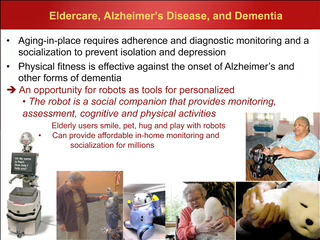 Eldercare, Alzheimer's Disease, and Dementia
• Aging-in-place requires adherence and diagnostic monitoring and a
socialization to prevent isolation and depression
• Physical fitness is effective against the onset of Alzheimer's and
other forms of dementia
➔ An opportunity for robots as tools for personalized
• The robot is a social companion that provides monitoring,
assessment, cognitive and physical activities
Elderly users smile, pet, hug and play with robots
• Can provide affordable in-home monitoring and
socialization for millions